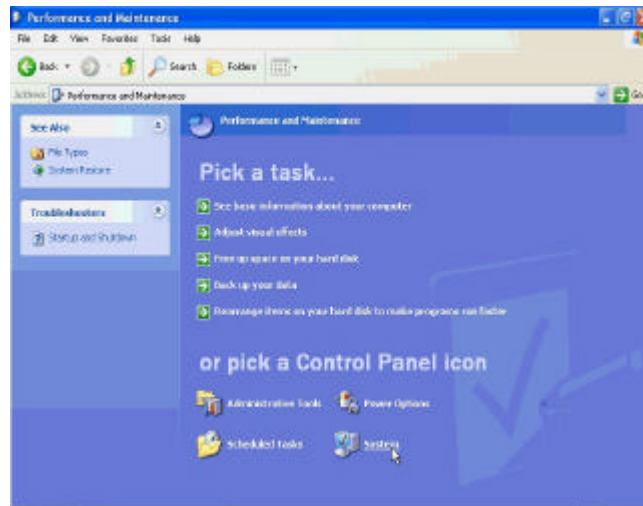 Performance and Maintenance
File Edit View Favorites Tools Help
Back Search Folders
Address Performance and Maintenance Go
See Also
File Types
System Restore
Troubleshooters
Startup and Shutdown
Performance and Maintenance
Pick a task...
See basic information about your computer
Adjust visual effects
Free up space on your hard disk
Back up your data
Rearrange items on your hard disk to make programs run faster
or pick a Control Panel icon
Administrative Tools
Power Options
Scheduled Tasks
System